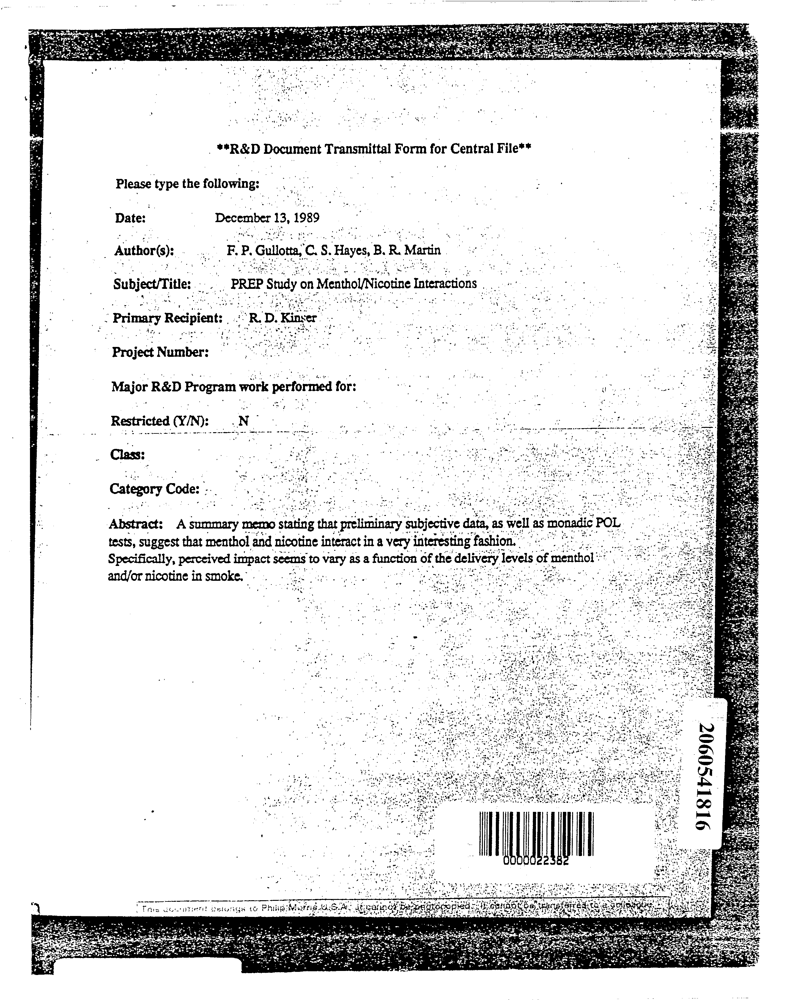 **R&D Document Transmittal Form for Central File**
Please type the following:
Date: December 13, 1989
Author(s): F. P. Gullotta, C. S. Hayes, B. R. Martin
Subject/Title: PREP Study on Menthol/Nicotine Interactions
Primary Recipient: R. D. Kinser
Project Number:
Major R&D Program work performed for:
Restricted (Y/N): N
Class:
Category Code:
Abstract: A summary memo stating that preliminary subjective data, as well as monadic POL
tests, suggest that menthol and nicotine interact in a very interesting fashion.
Specifically, perceived impact seems to vary as a function of the delivery levels of menthol
and/or nicotine in smoke.
2060541816
0000022382
This document belongs to Philip Morris U.S.A. It cannot be photocopied. It cannot be transferred to a